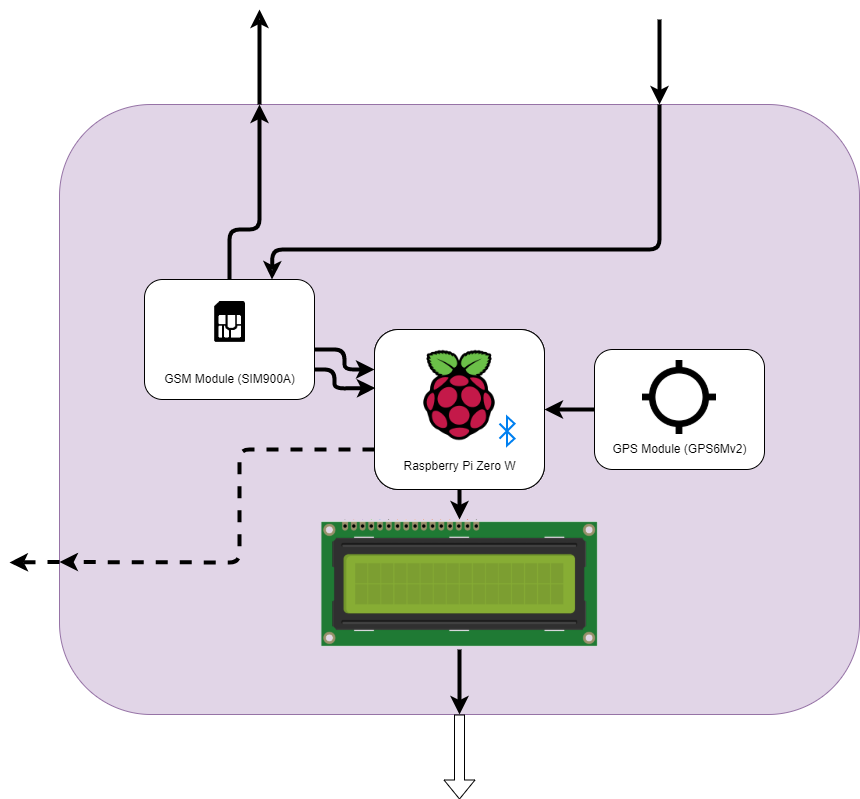 GSM Module (SIM900A)
GPS Module (GPS6Mv2)
Raspberry Pi Zero W